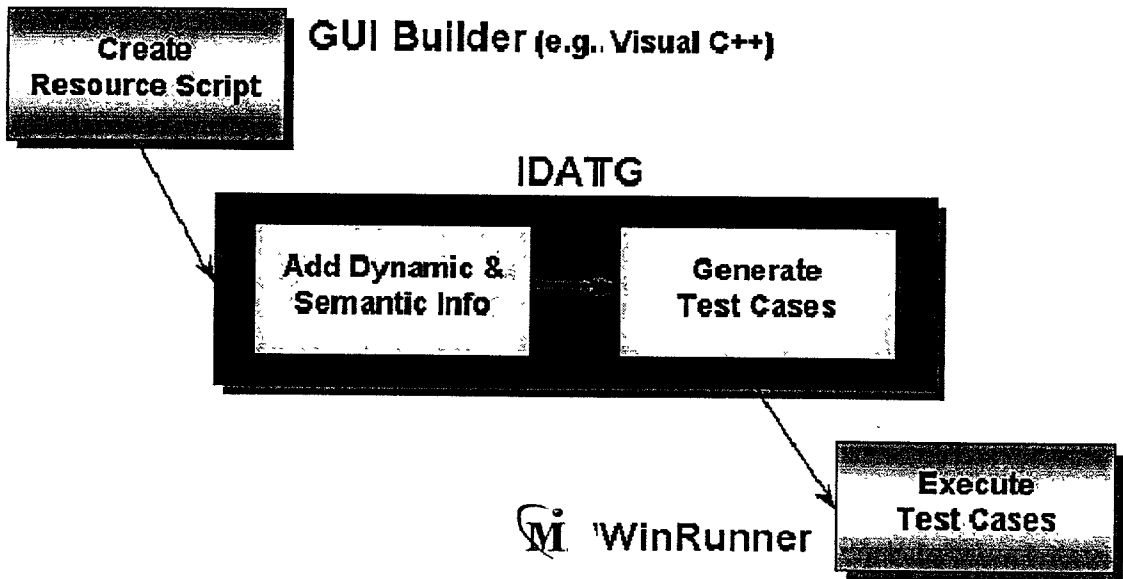 Create
Resource Script
GUI Builder (e.g. Visual C++)
IDATG
Add Dynamic &
Semantic Info
Generate
Test Cases
Execute
Test Cases
M WinRunner